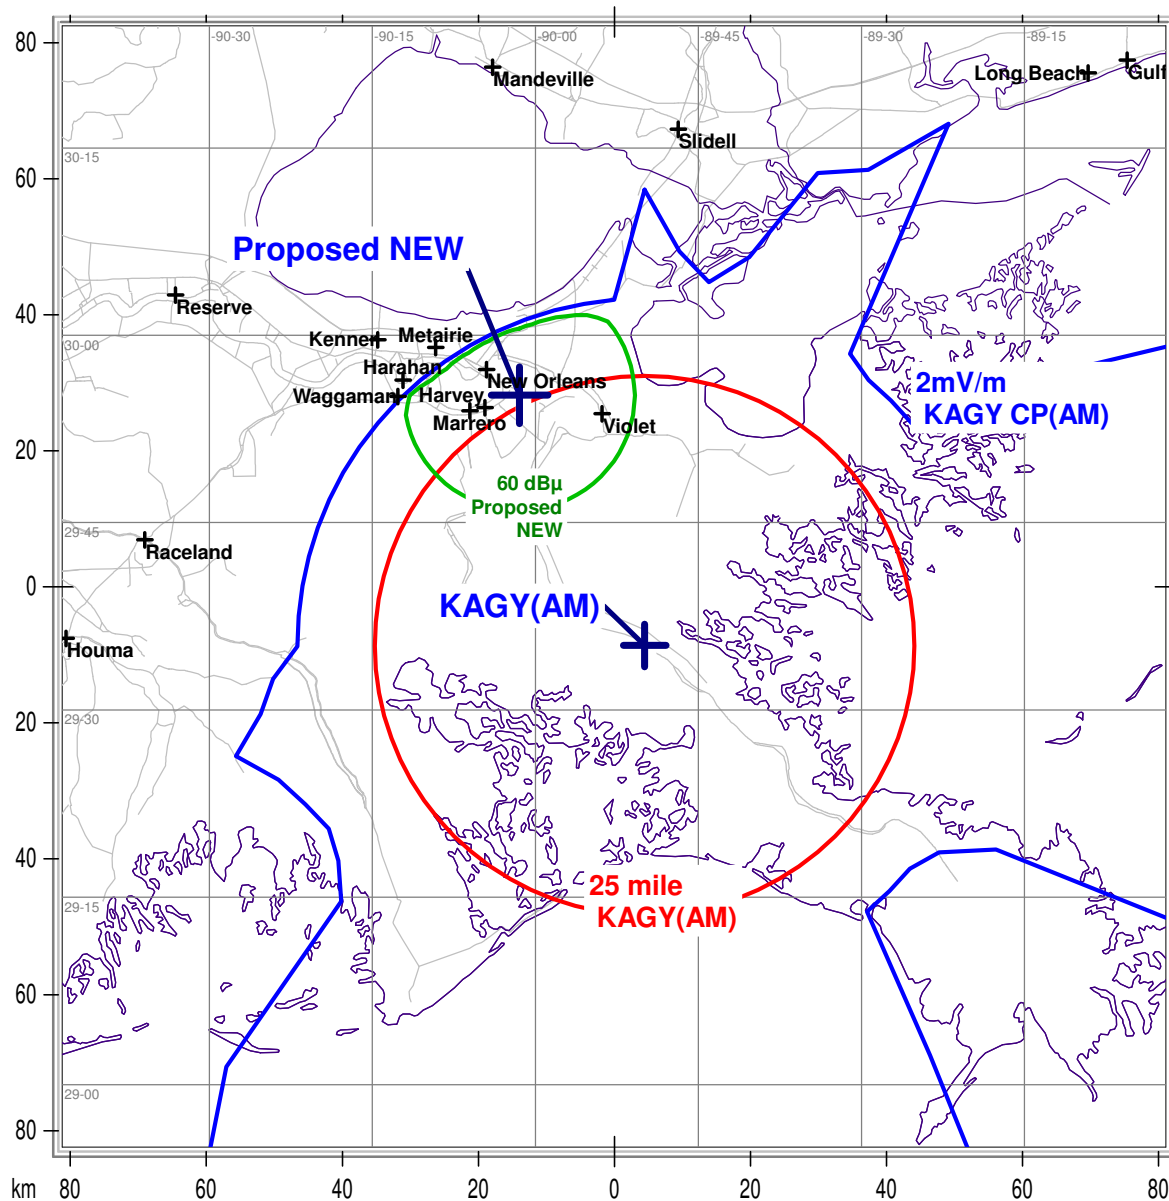 -90-30
-90-15
-90-00
-89-45
-89-30
-89-15
80
Mandeville
Long Beach
Gulf
Slidell
30-15
60
Proposed NEW
Reserve
40
Kenner
Metairie
30-00
Harahan
New Orleans
Waggaman
Harvey
2mV/m
KAGY CP(AM)
Marrero
Violet
20
60 dBµ
Proposed
NEW
29-45
Raceland
0
KAGY(AM)
Houma
29-30
20
40
25 mile
KAGY(AM)
29-15
60
29-00
80
km
80
60
40
20
0
20
40
60
80